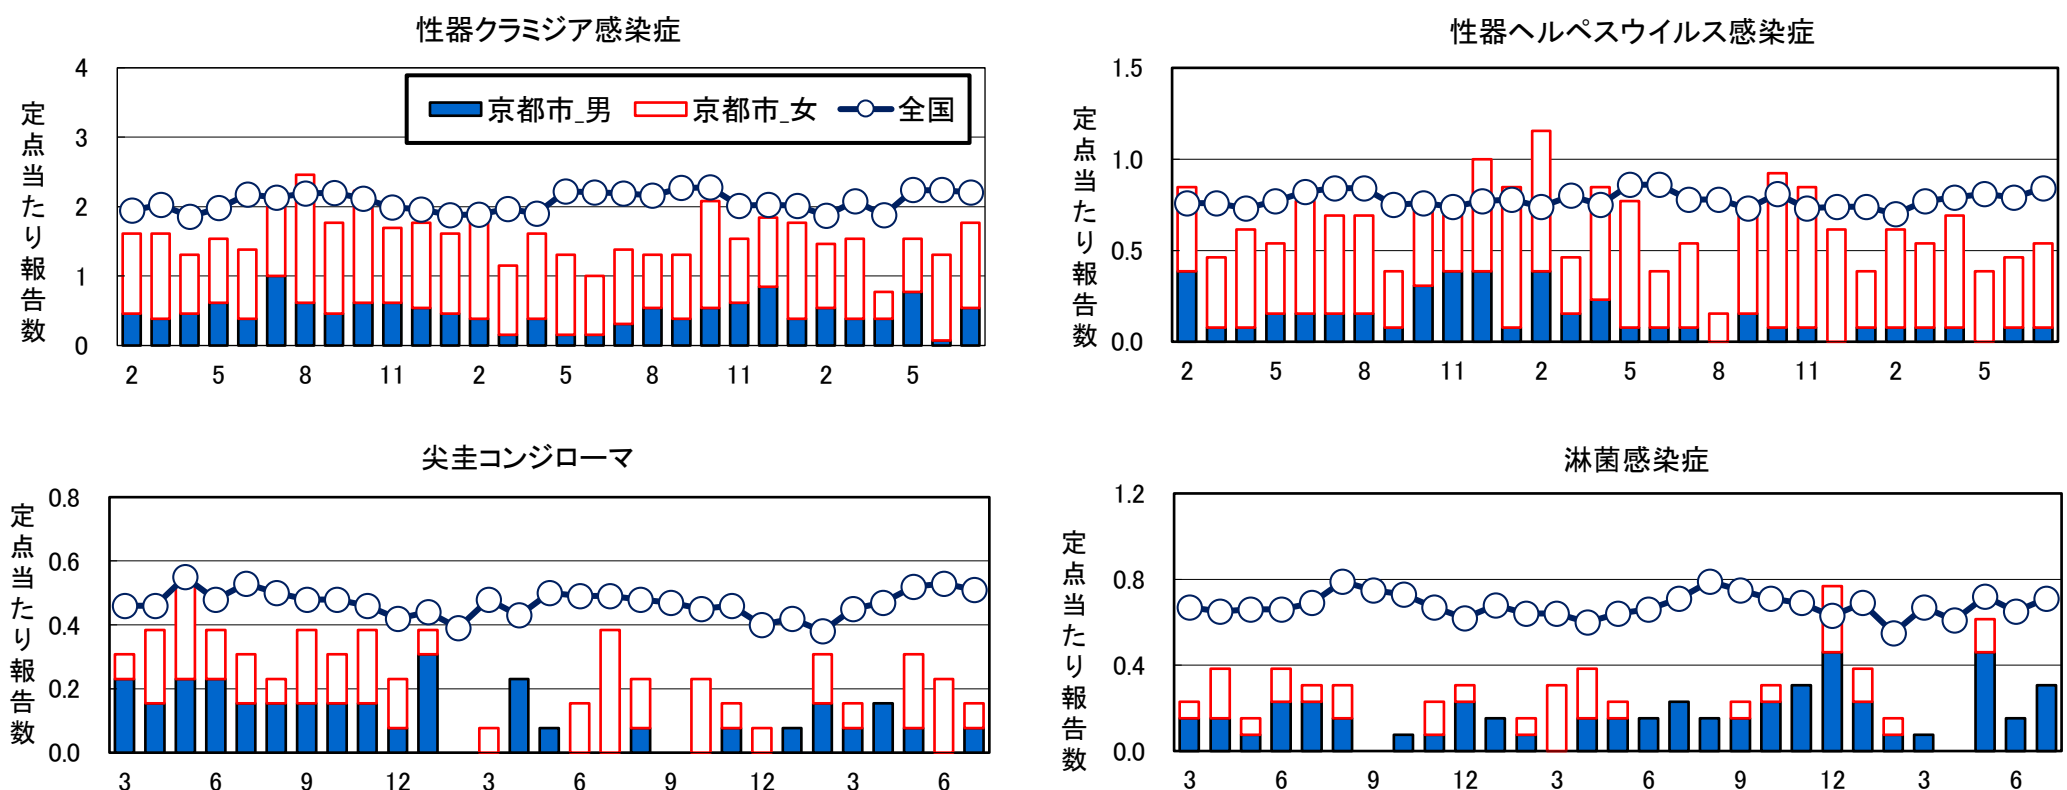 性器クラミジア感染症
定点当たり報告数
4
3
2
1
0
京都市_男 京都市_女 全国
2 5 8 11 2 5 8 11 2 5
性器ヘルペスウイルス感染症
定点当たり報告数
1.5
1.0
0.5
0.0
2 5 8 11 2 5 8 11 2 5
尖圭コンジローマ
定点当たり報告数
0.8
0.6
0.4
0.2
0.0
3 6 9 12 3 6 9 12 3 6
淋菌感染症
定点当たり報告数
1.2
0.8
0.4
0.0
3 6 9 12 3 6 9 12 3 6